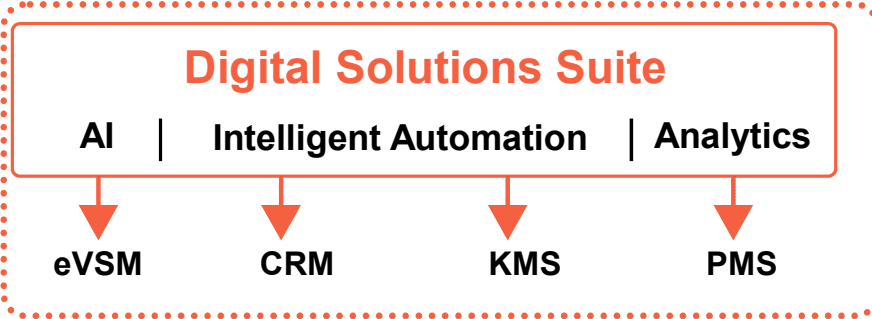 Digital Solutions Suite
AI | Intelligent Automation | Analytics
eVSM CRM KMS PMS